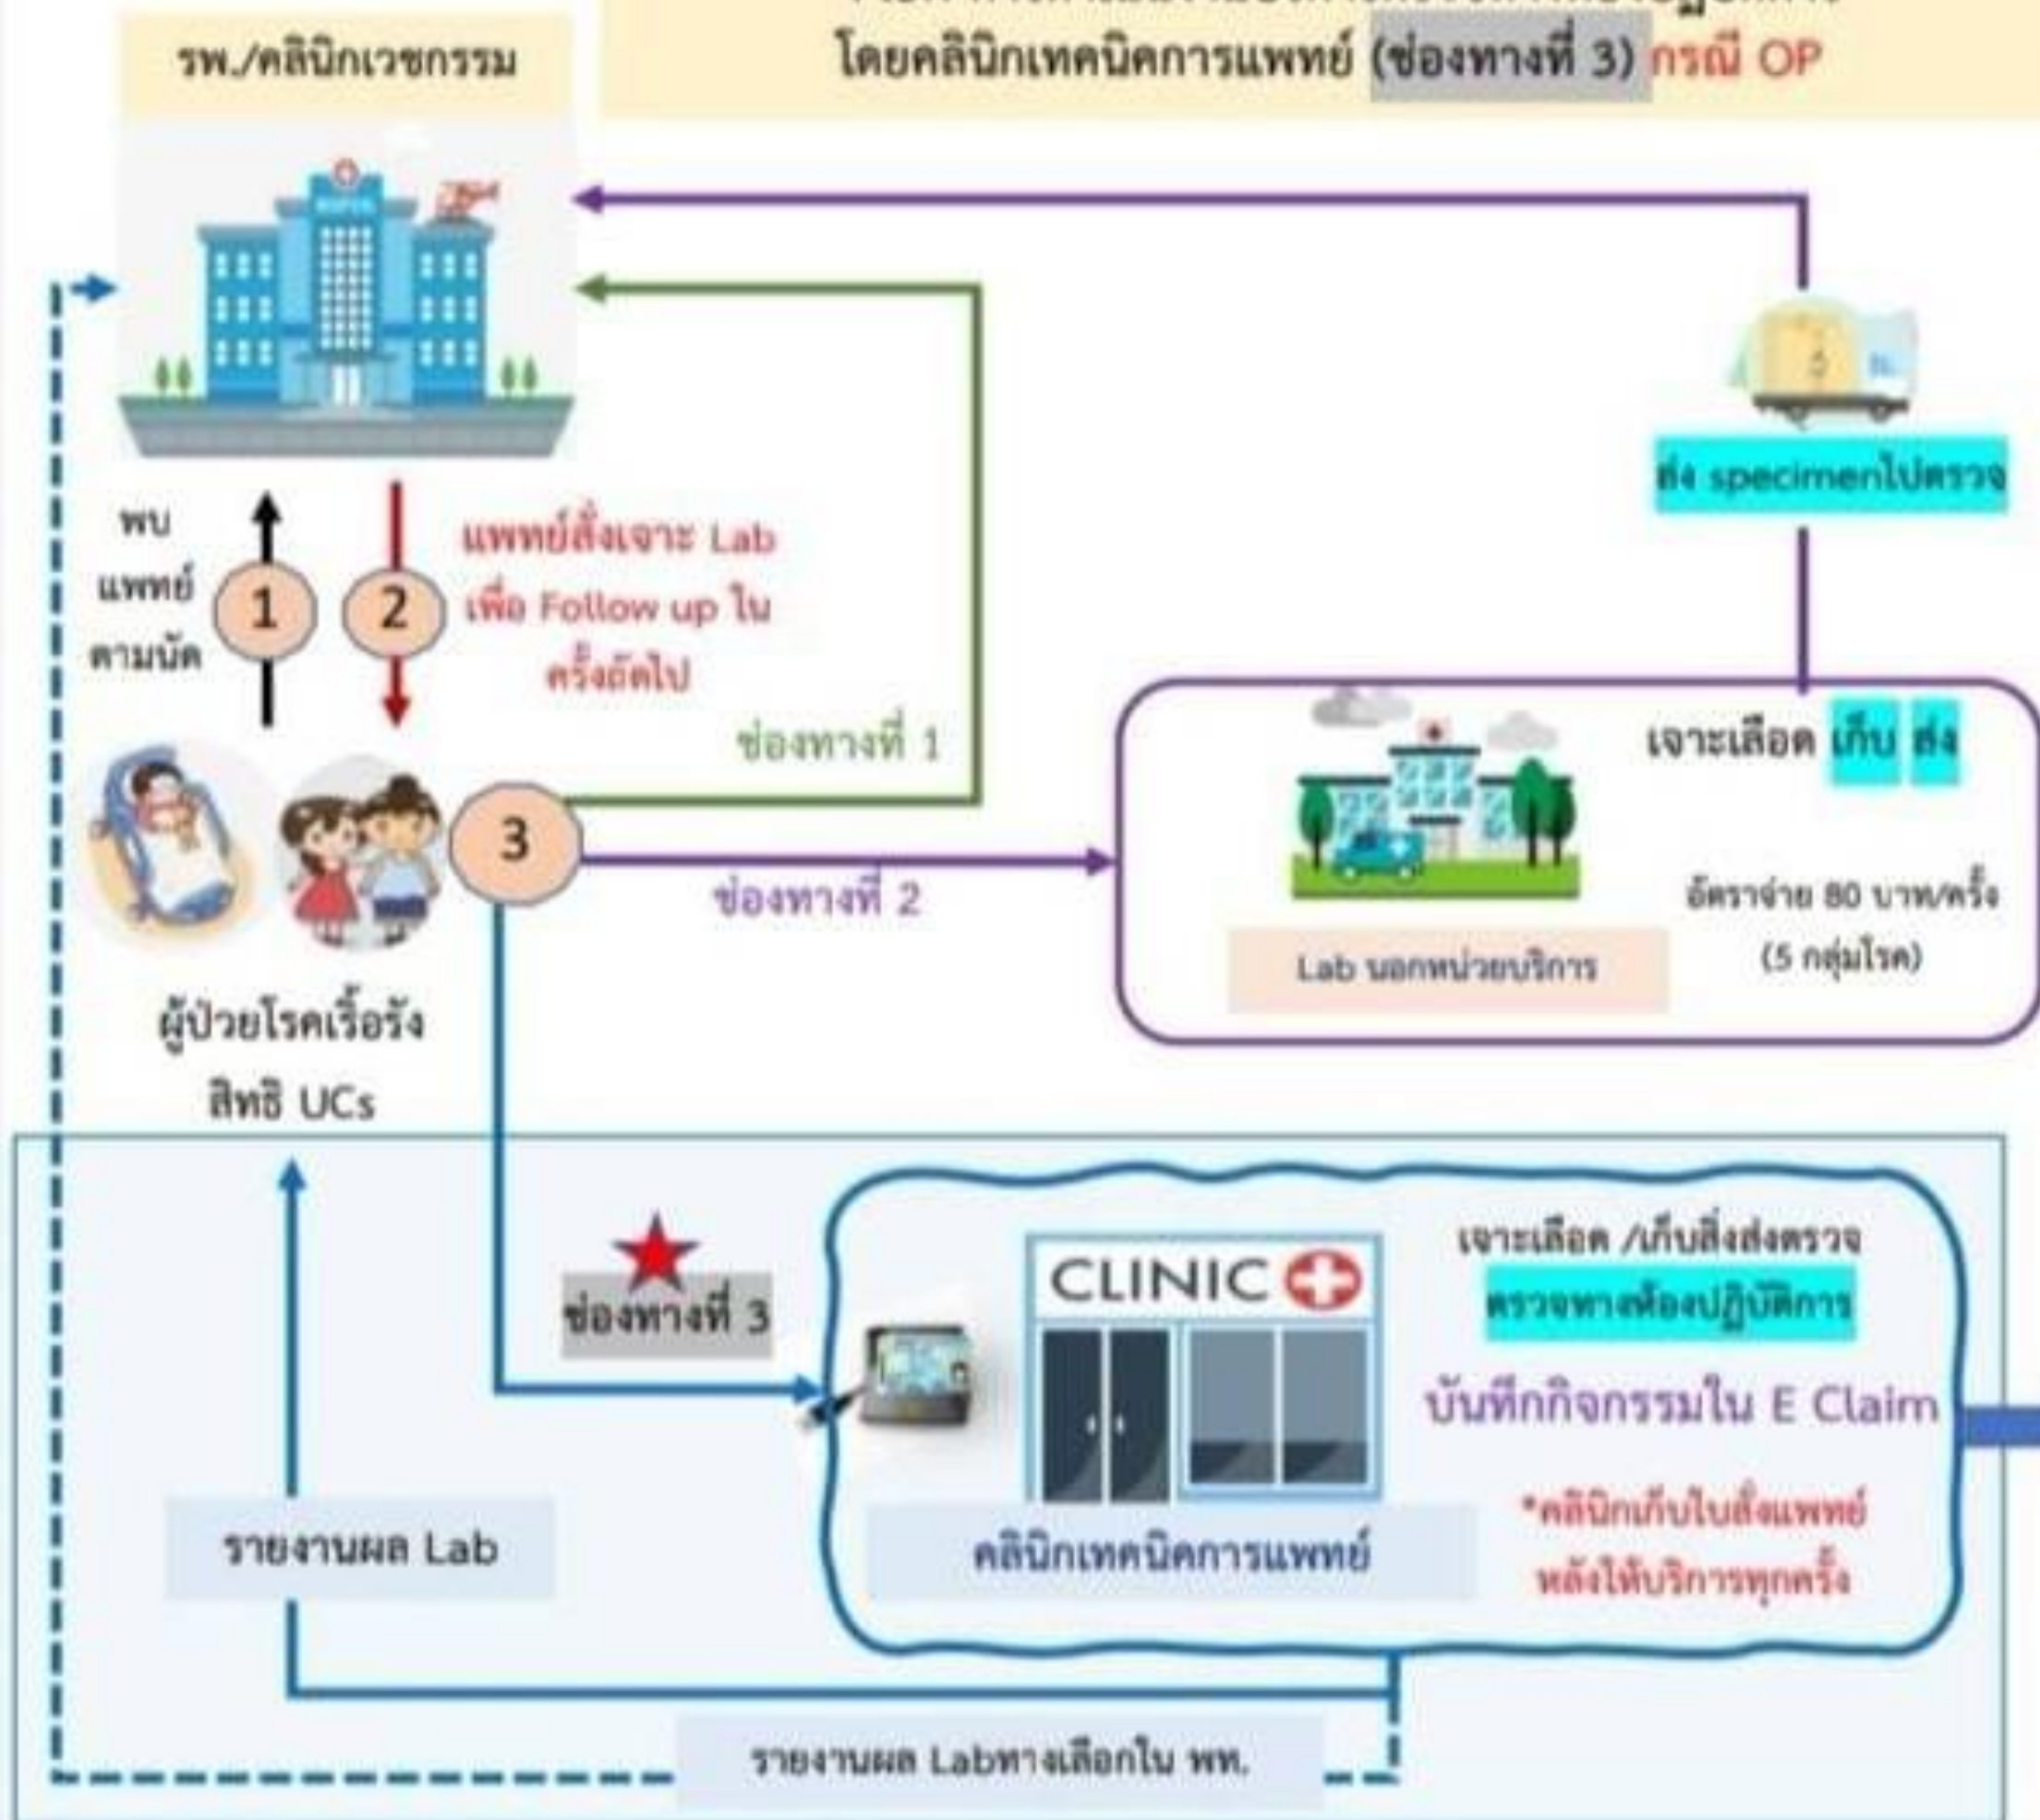 รพ./คลินิกเวชกรรม
โดยคลินิกเทคนิคการแพทย์ (ช่องทางที่ 3) กรณี OP
ส่ง specimenไปตรวจ
พบ
แพทย์
ตามนัด
1
2
แพทย์สั่งเจาะ Lab
เพื่อ Follow up ใน
ครั้งถัดไป
ช่องทางที่ 1
3
ช่องทางที่ 2
เจาะเลือด เก็บ ส่ง
อัตราจ่าย 80 บาท/ครั้ง
(5 กลุ่มโรค)
Lab นอกหน่วยบริการ
ผู้ป่วยโรคเรื้อรัง
สิทธิ UCs
ช่องทางที่ 3
CLINIC
เจาะเลือด /เก็บสิ่งส่งตรวจ
ตรวจทางห้องปฏิบัติการ
บันทึกกิจกรรมใน E Claim
*คลินิกเก็บใบสั่งแพทย์
หลังให้บริการทุกครั้ง
คลินิกเทคนิคการแพทย์
รายงานผล Lab
รายงานผล Labทางเลือกใน พท.